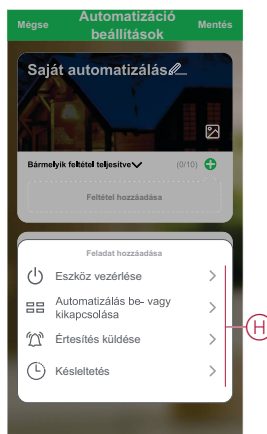 Mégse
Automatizáció
beállítások
Mentés
Saját automatizálás
Bármelyik feltétel teljesítve
(0/10)
Feltétel hozzáadása
Feladat hozzáadása
Eszköz vezérlése
Automatizálás be- vagy
kikapcsolása
Értesítés küldése
Késleltetés
H